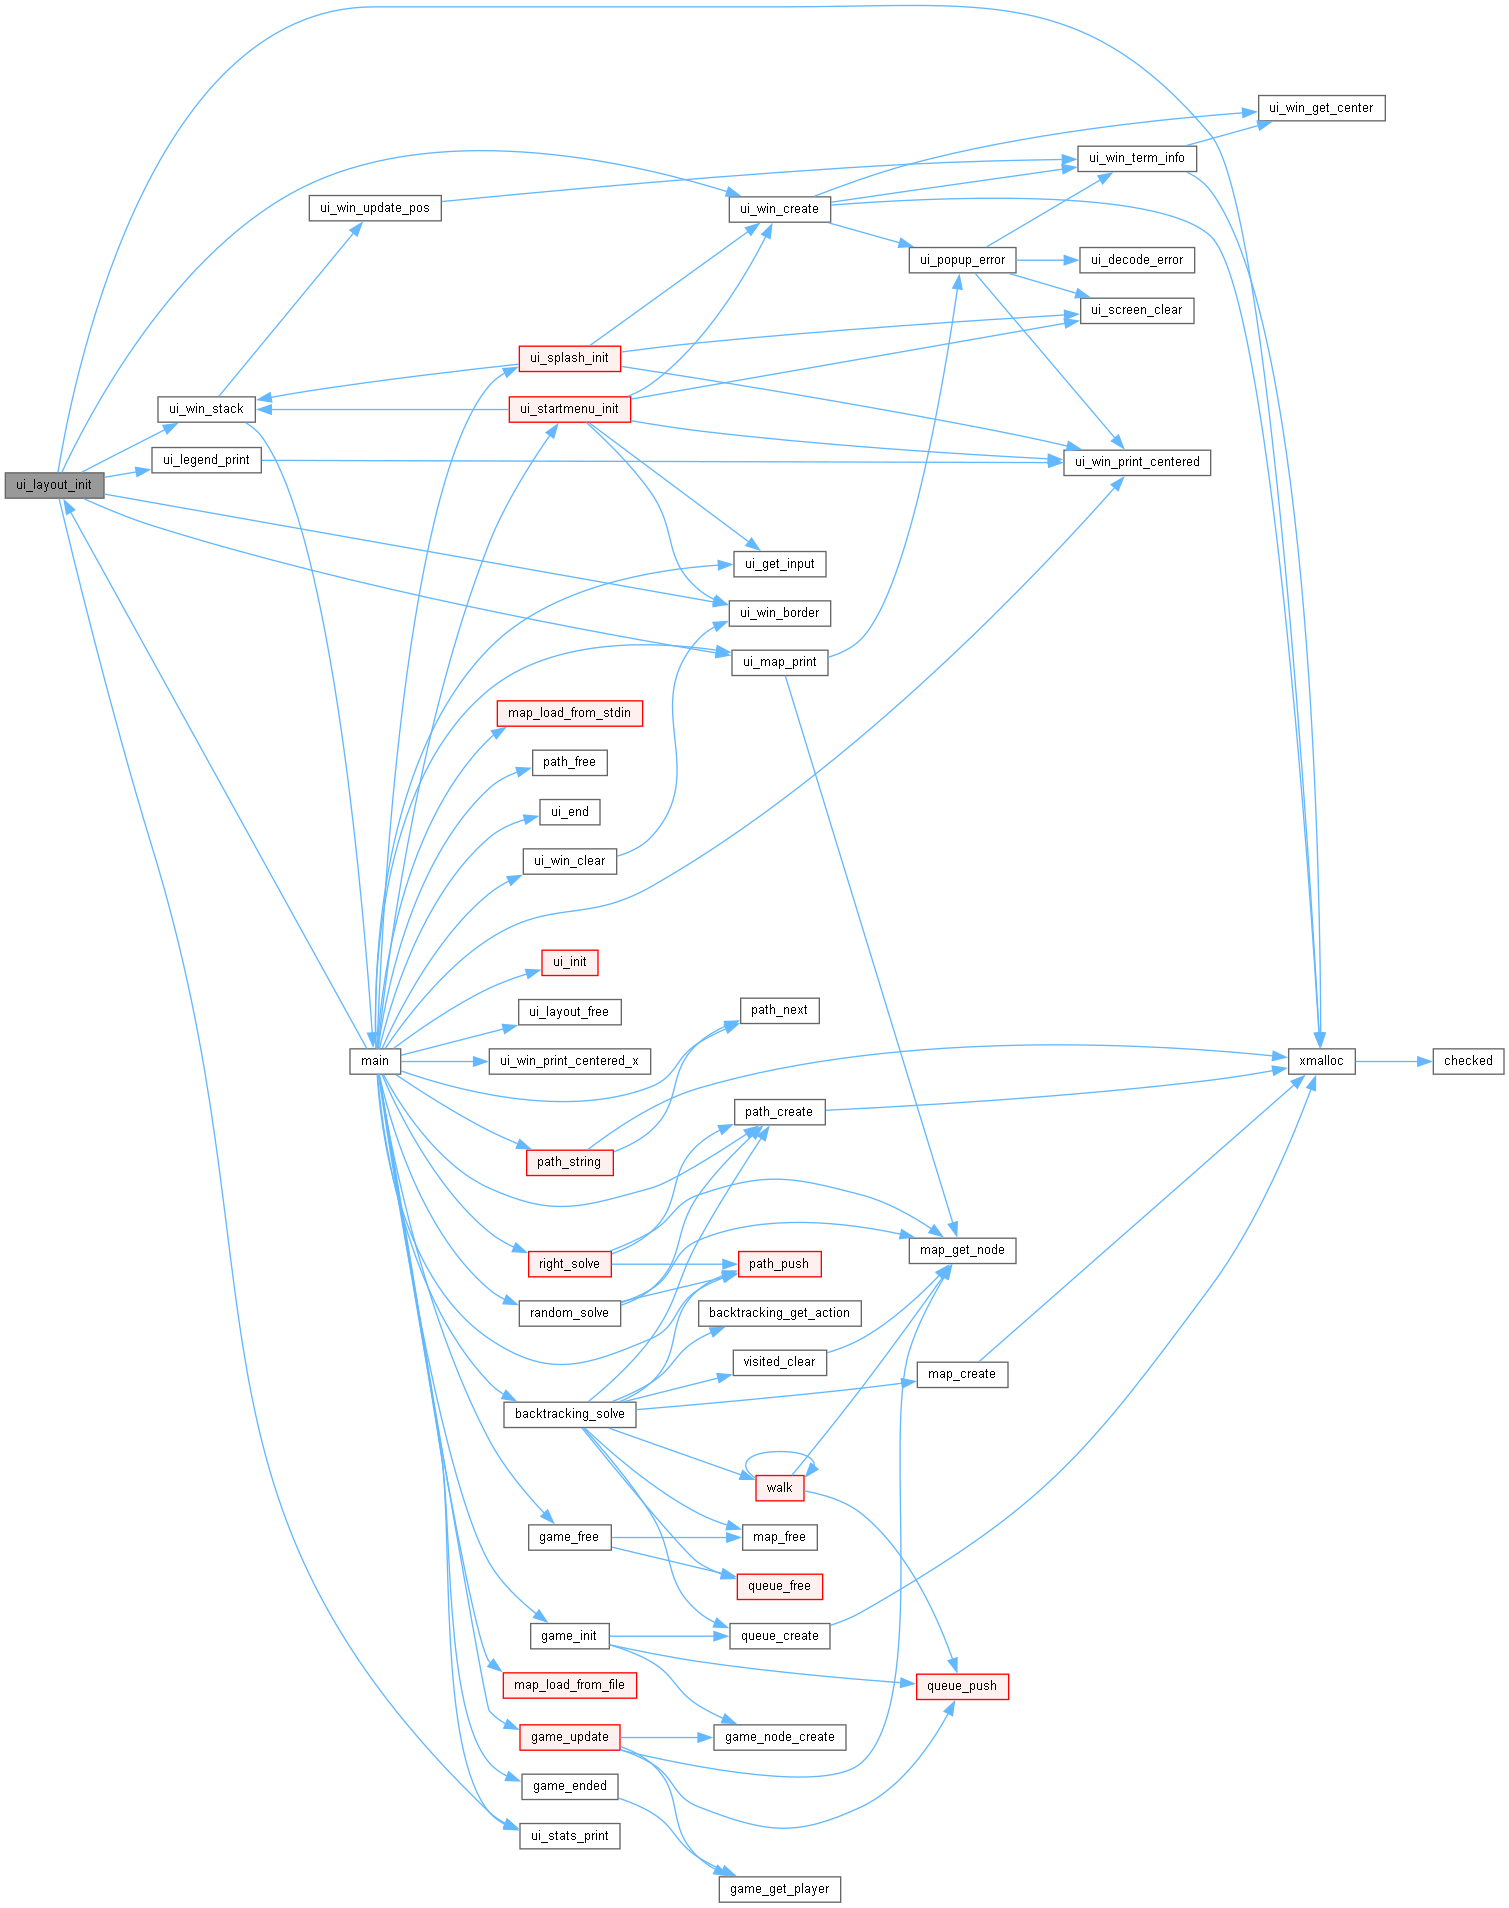 ui_win_get_center
ui_win_term_info
ui_win_update_pos
ui_win_create
ui_popup_error
ui_decode_error
ui_screen_clear
ui_splash_init
ui_win_stack
ui_startmenu_init
ui_legend_print
ui_win_print_centered
ui_layout_init
ui_get_input
ui_win_border
ui_map_print
map_load_from_stdin
path_free
ui_end
ui_win_clear
ui_init
ui_layout_free
path_next
main
ui_win_print_centered_x
xmalloc
checked
path_create
path_string
map_get_node
right_solve
path_push
random_solve
backtracking_get_action
visited_clear
map_create
backtracking_solve
walk
game_free
map_free
queue_free
game_init
queue_create
map_load_from_file
queue_push
game_update
game_node_create
game_ended
ui_stats_print
game_get_player